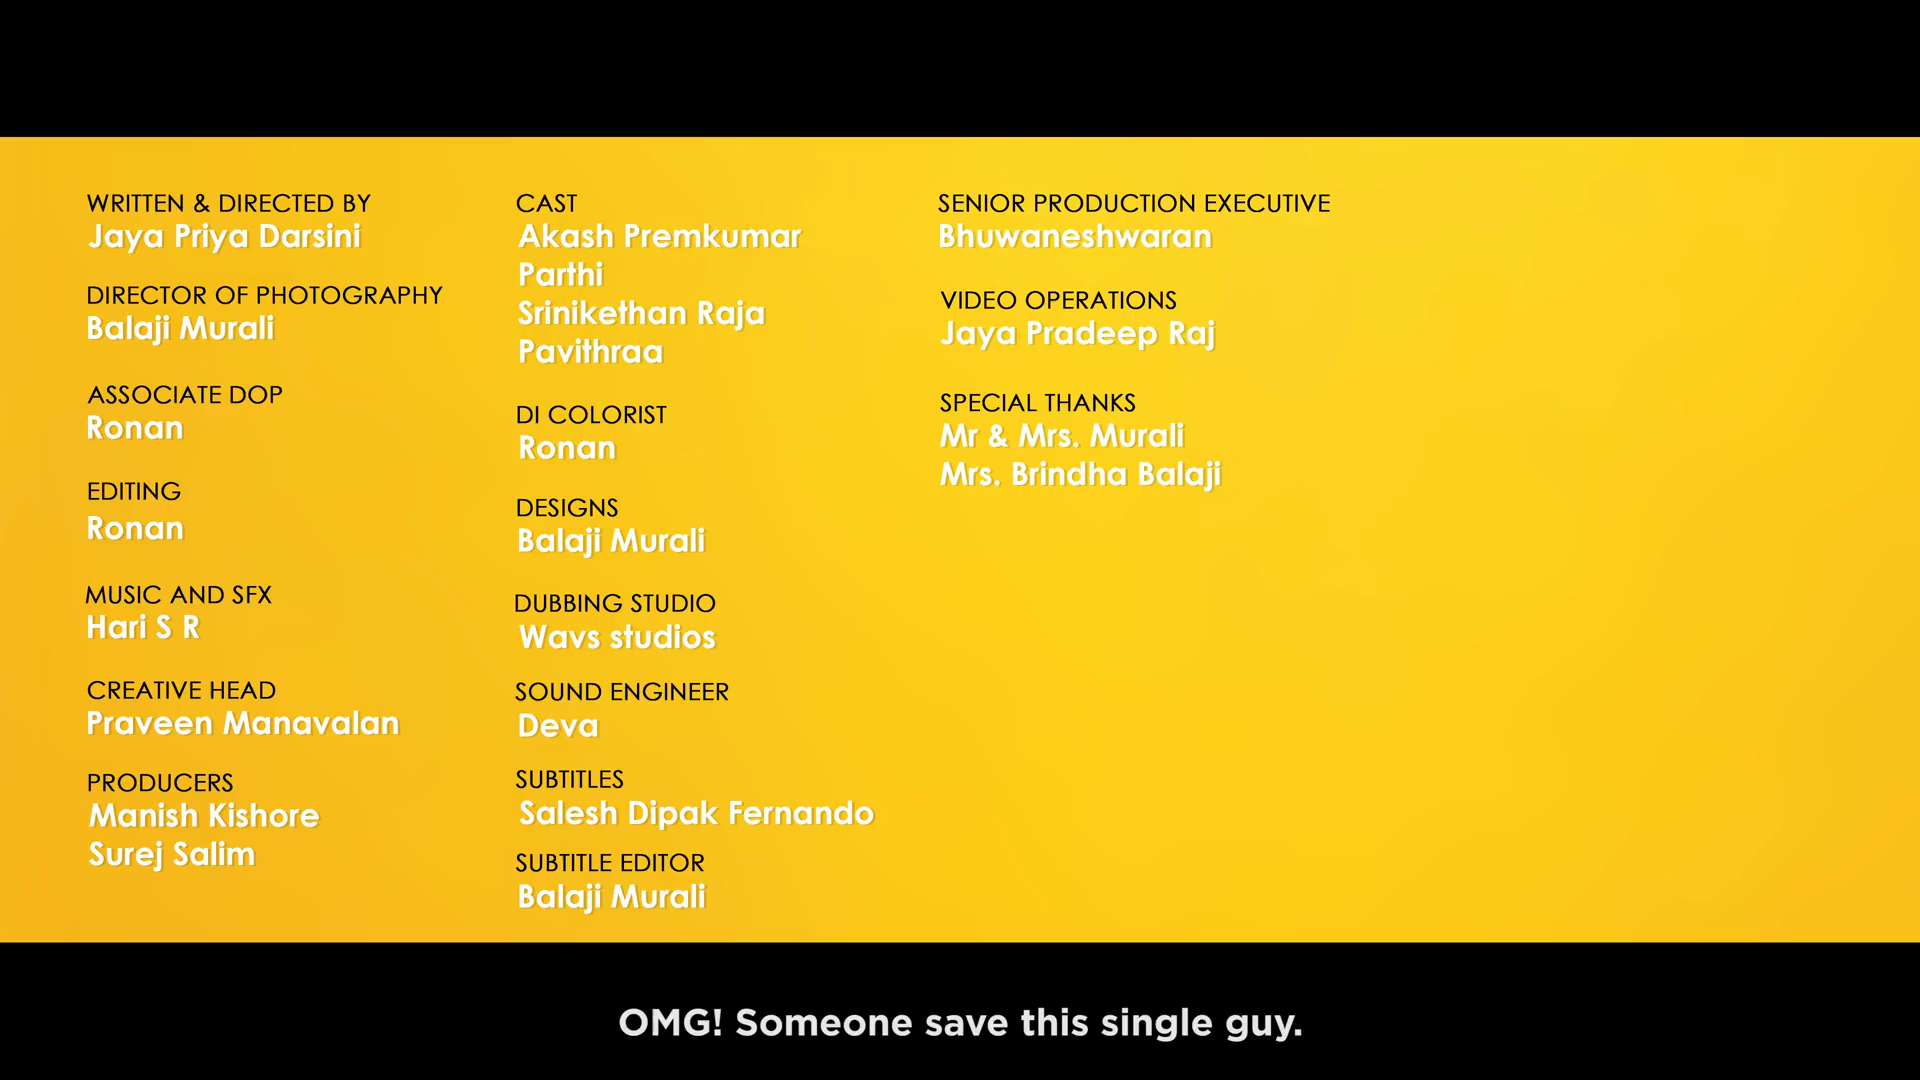 WRITTEN & DIRECTED BY
Jaya Priya Darsini
DIRECTOR OF PHOTOGRAPHY
Balaji Murali
ASSOCIATE DOP
Ronan
EDITING
Ronan
MUSIC AND SFX
Hari S R
CREATIVE HEAD
Praveen Manavalan
PRODUCERS
Manish Kishore
Surej Salim
CAST
Akash Premkumar
Parthi
Srinikethan Raja
Pavithraa
DI COLORIST
Ronan
DESIGNS
Balaji Murali
DUBBING STUDIO
Wavs studios
SOUND ENGINEER
Deva
SUBTITLES
Salesh Dipak Fernando
SUBTITLE EDITOR
Balaji Murali
SENIOR PRODUCTION EXECUTIVE
Bhuwaneshwaran
VIDEO OPERATIONS
Jaya Pradeep Raj
SPECIAL THANKS
Mr & Mrs. Murali
Mrs. Brindha Balaji
OMG! Someone save this single guy.